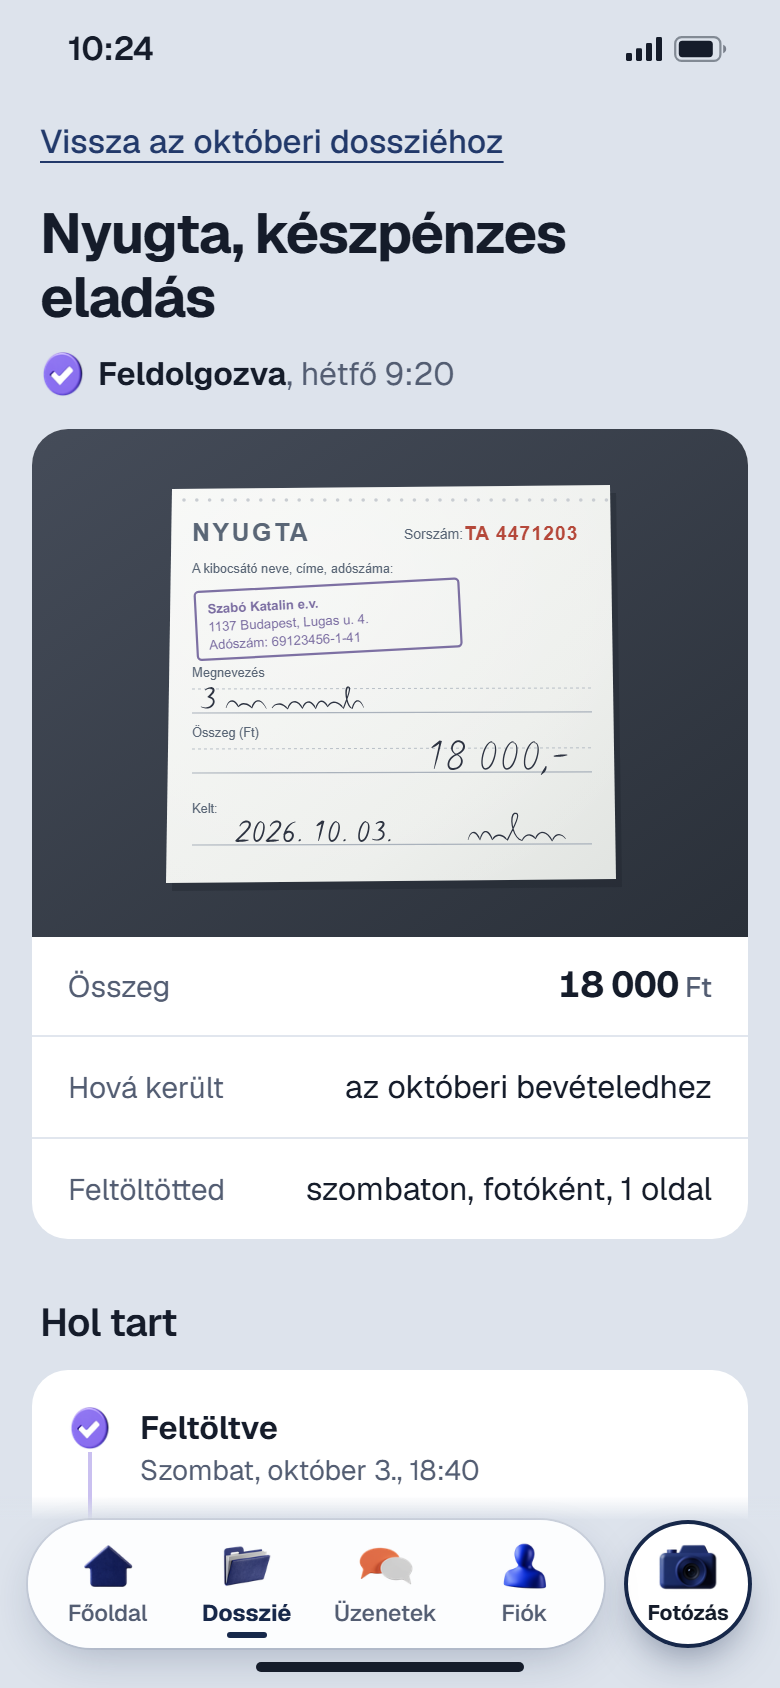 10:24
Vissza az októberi dossziéhoz
Nyugta, készpénzes
eladás
Feldolgozva, hétfő 9:20
NYUGTA
Sorszám: TA 4471203
A kibocsátó neve, címe, adószáma:
Szabó Katalin e.v.
1137 Budapest, Lugas u. 4.
Adószám: 69123456-1-41
Megnevezés
3
Összeg (Ft)
18 000,-
Kelt:
2026. 10. 03.
Összeg 18 000 Ft
Hová került az októberi bevételedhez
Feltöltötted szombaton, fotóként, 1 oldal
Hol tart
Feltöltve
Szombat, október 3., 18:40
Főoldal Dosszié Üzenetek Fiók Fotózás